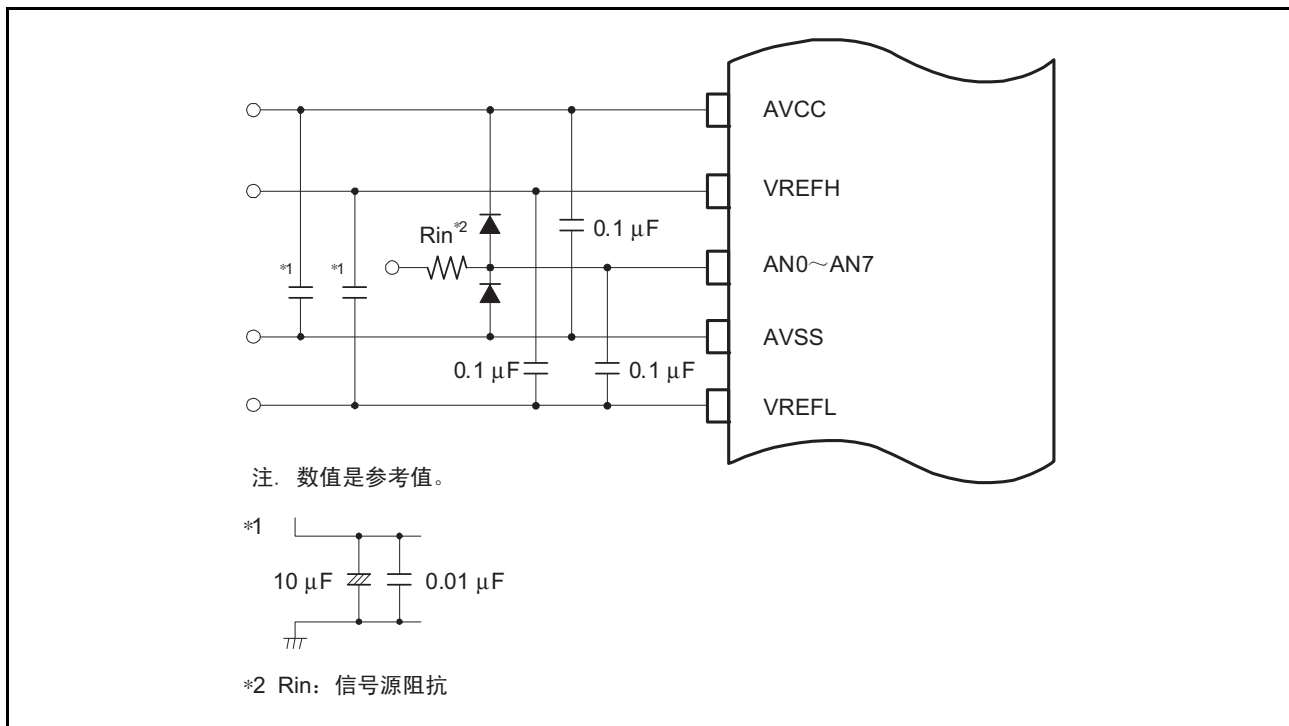 AVCC
VREFH
Rin*2
0.1 μF
*1
*1
AN0～AN7
AVSS
0.1 μF
0.1 μF
VREFL
注. 数值是参考值。
*1
10 μF
0.01 μF
*2 Rin：信号源阻抗